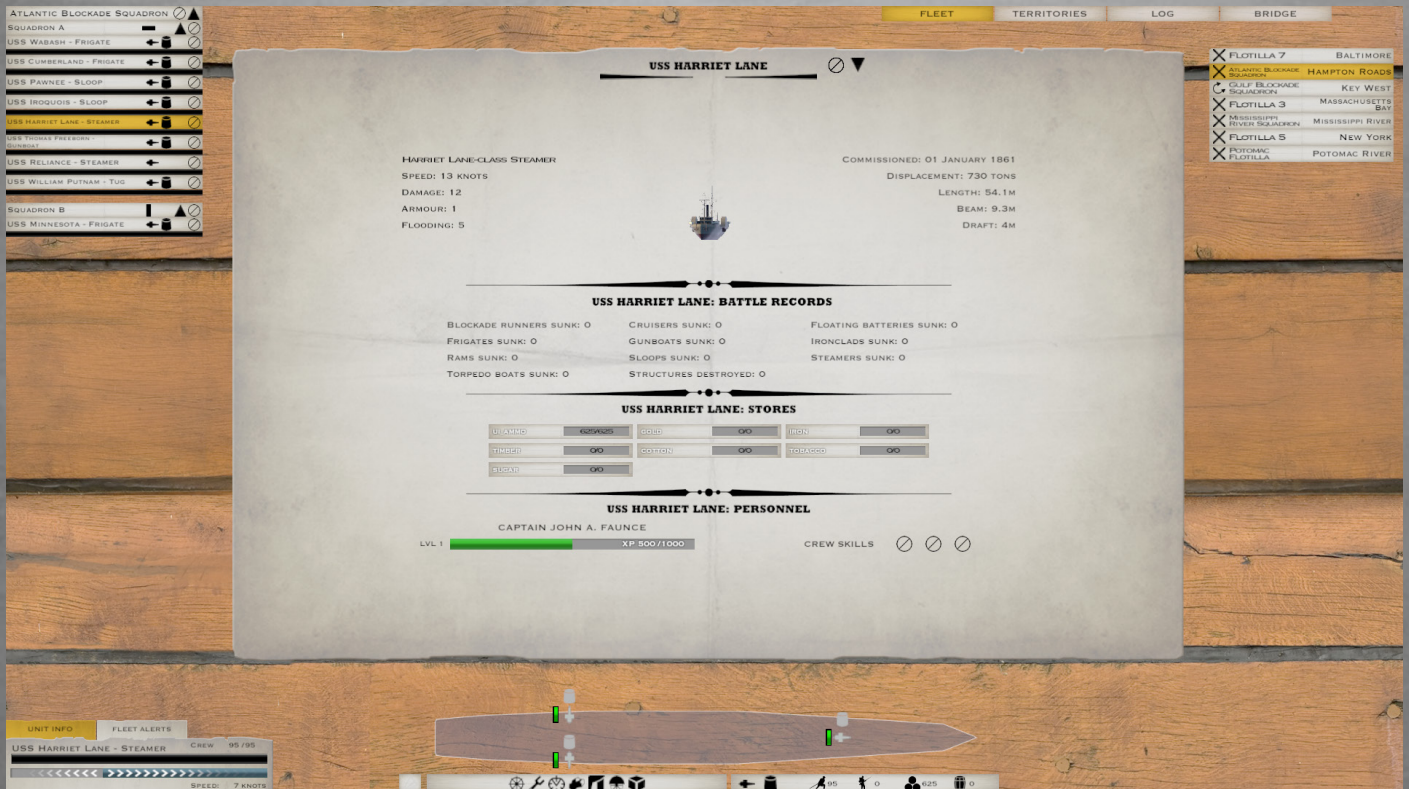 ATLANTIC BLOCKADE SQUADRON
SQUADRON A
USS WABASH - FRIGATE
USS CUMBERLAND - FRIGATE
USS PAWNEE - SLOOP
USS IROQUOIS - SLOOP
USS HARRIET LANE - STEAMER
USS THOMAS FREEBORN -
GUNBOAT
USS RELIANCE - STEAMER
USS WILLIAM PUTNAM - TUG
SQUADRON B
USS MINNESOTA - FRIGATE
FLEET TERRITORIES LOG BRIDGE
FLOTILLA 7 BALTIMORE
ATLANTIC BLOCKADE
SQUADRON HAMPTON ROADS
GULF BLOCKADE
SQUADRON KEY WEST
FLOTILLA 3 MASSACHUSETTS
BAY
MISSISSIPPI
RIVER SQUADRON MISSISSIPPI RIVER
FLOTILLA 5 NEW YORK
POTOMAC
FLOTILLA POTOMAC RIVER
USS HARRIET LANE
HARRIET LANE-CLASS STEAMER COMMISSIONED: 01 JANUARY 1861
SPEED: 13 KNOTS DISPLACEMENT: 730 TONS
DAMAGE: 12 LENGTH: 54.1M
ARMOUR: 1 BEAM: 9.3M
FLOODING: 5 DRAFT: 4M
USS HARRIET LANE: BATTLE RECORDS
BLOCKADE RUNNERS SUNK: 0 CRUISERS SUNK: 0 FLOATING BATTERIES SUNK: 0
FRIGATES SUNK: 0 GUNBOATS SUNK: 0 IRONCLADS SUNK: 0
RAMS SUNK: 0 SLOOPS SUNK: 0 STEAMERS SUNK: 0
TORPEDO BOATS SUNK: 0 STRUCTURES DESTROYED: 0
USS HARRIET LANE: STORES
AMMO 625/625 GOLD 0/0 IRON 0/0
TIMBER 0/0 COTTON 0/0 TOBACCO 0/0
SUGAR 0/0
USS HARRIET LANE: PERSONNEL
CAPTAIN JOHN A. FAUNCE
LVL 1 XP 500/1000 CREW SKILLS
UNIT INFO FLEET ALERTS
USS HARRIET LANE - STEAMER CREW 95/95
SPEED: 7 KNOTS
95 0 625 0